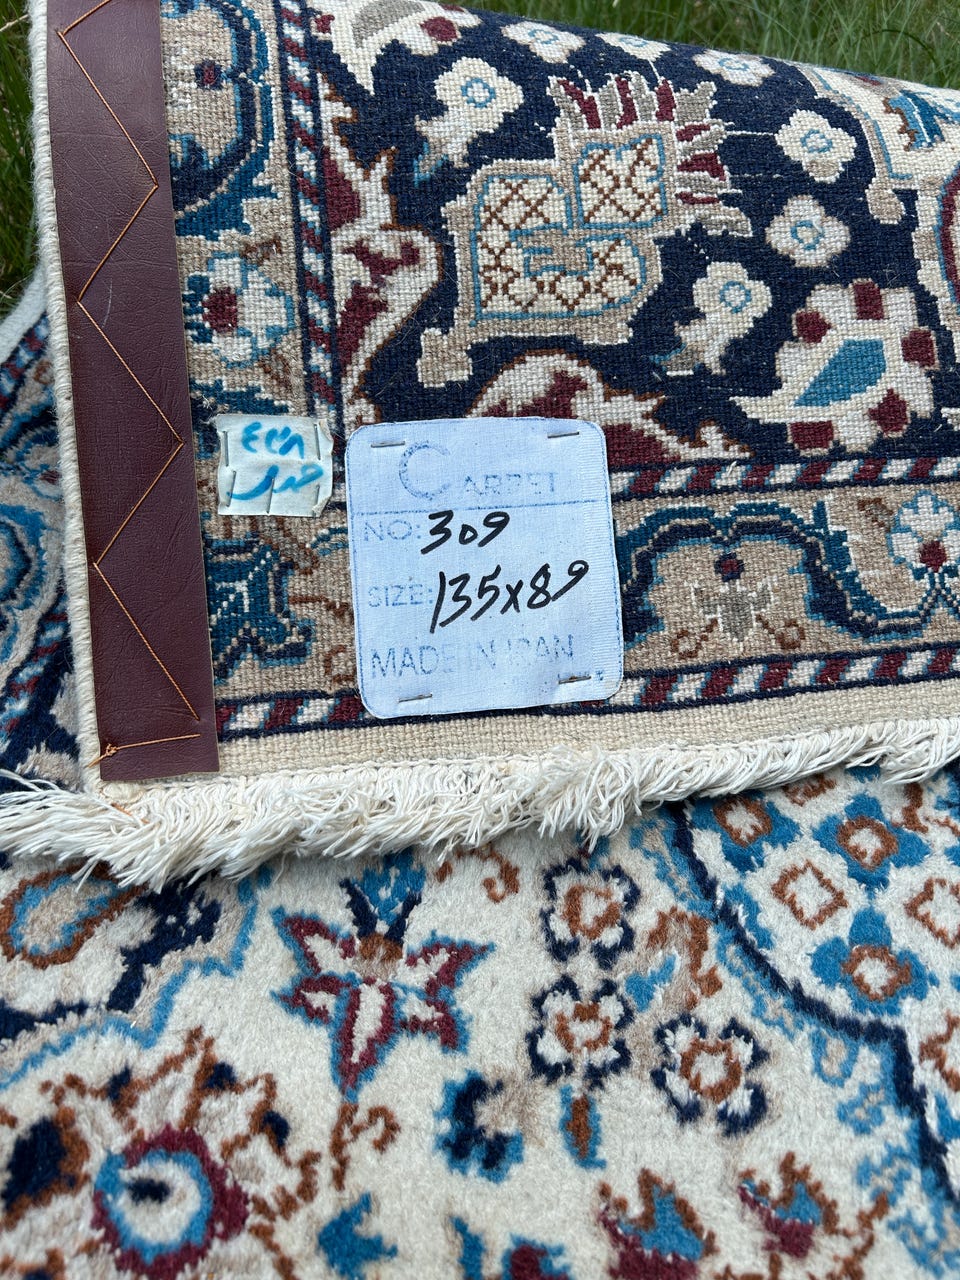 CARPET
NO: 309
SIZE: 135x89
MADE IN IRAN